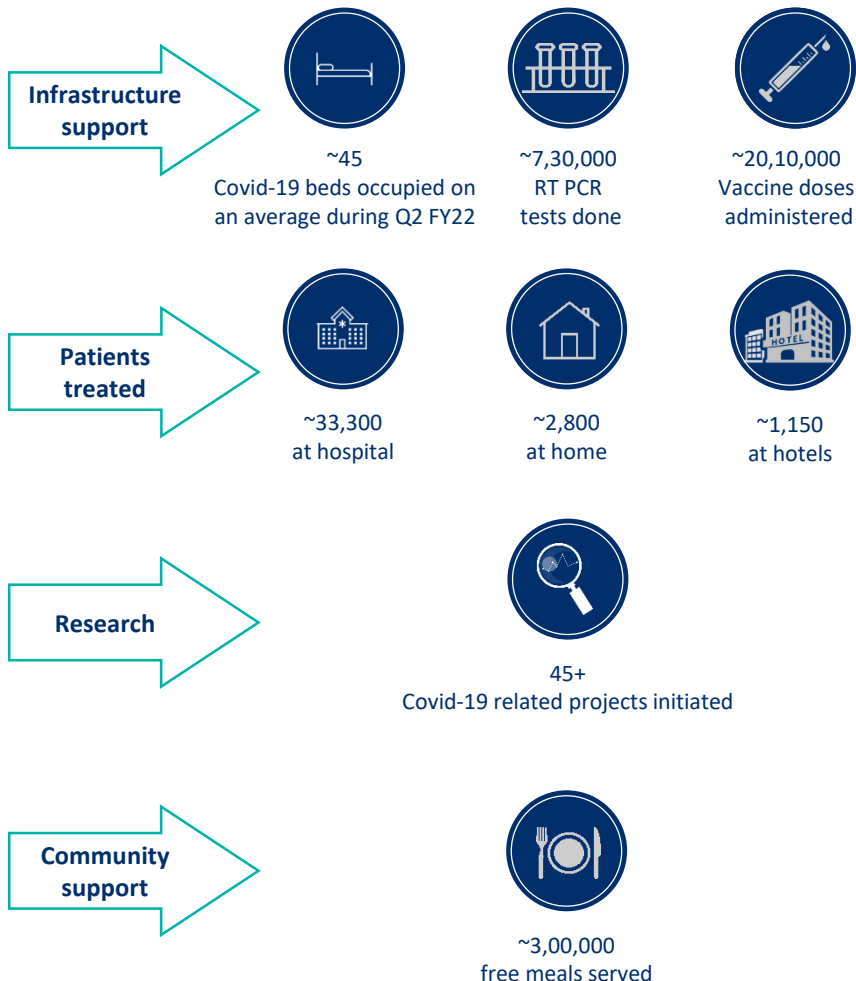 Infrastructure
support
~45
Covid-19 beds occupied on
an average during Q2 FY22
~7,30,000
RT PCR
tests done
~20,10,000
Vaccine doses
administered
Patients
treated
~33,300
at hospital
~2,800
at home
HOTEL
~1,150
at hotels
Research
45+
Covid-19 related projects initiated
Community
support
~3,00,000
free meals served